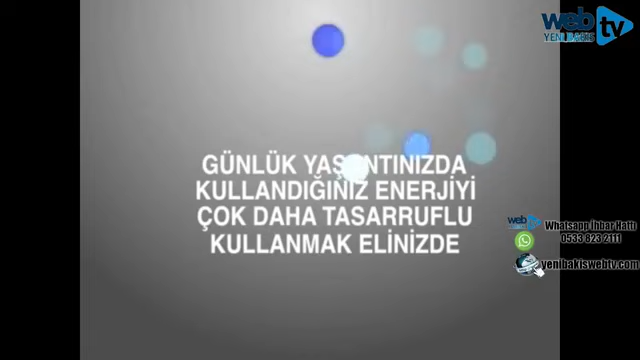 web tv
YENİ BAKIŞ
GÜNLÜK YAŞANTINIZDA
KULLANDIĞINIZ ENERJİYİ
ÇOK DAHA TASARRUFLU
KULLANMAK ELİNİZDE
web
Whatsapp İhbar Hattı
0533 823 2111
yenibakiswebtv.com